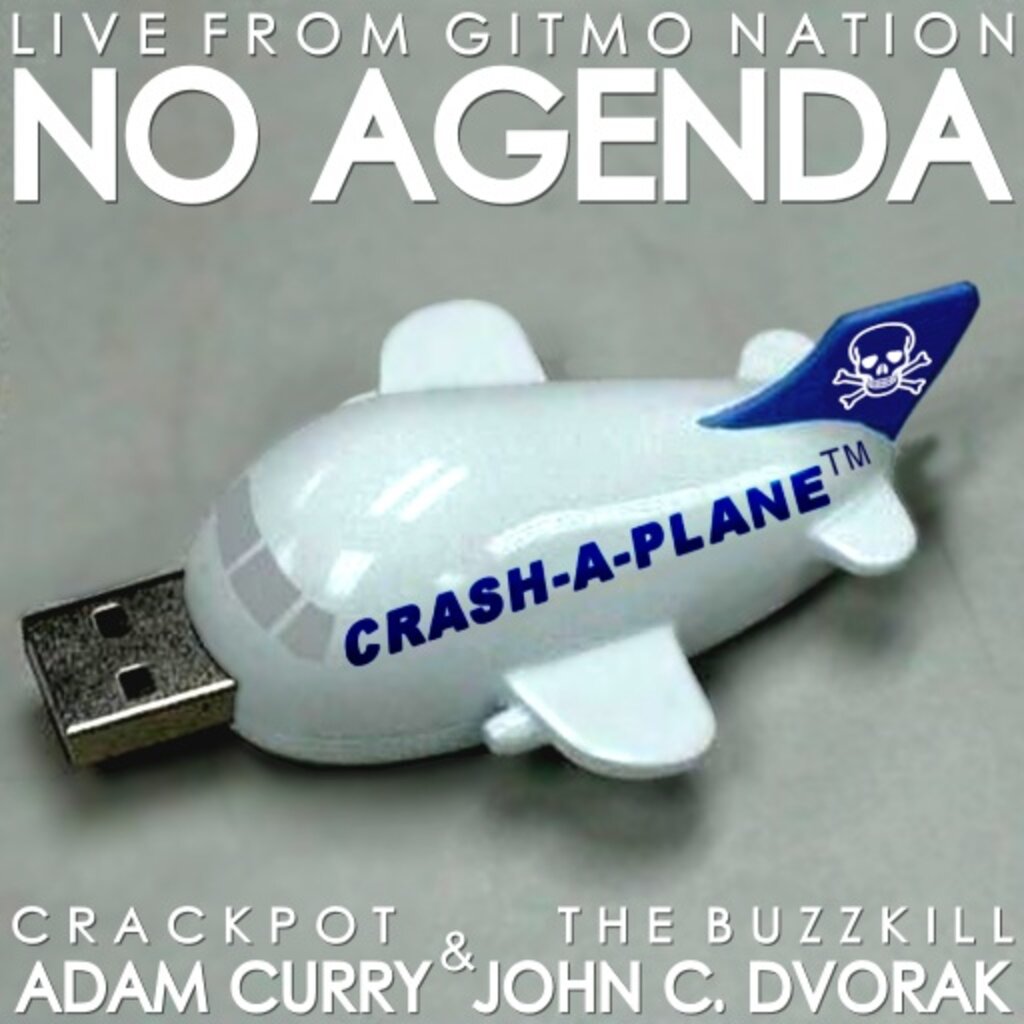 LIVE FROM GITMO NATION
NO AGENDA
CRASH-A-PLANE™
CRACKPOT & THE BUZZKILL
ADAM CURRY JOHN C. DVORAK